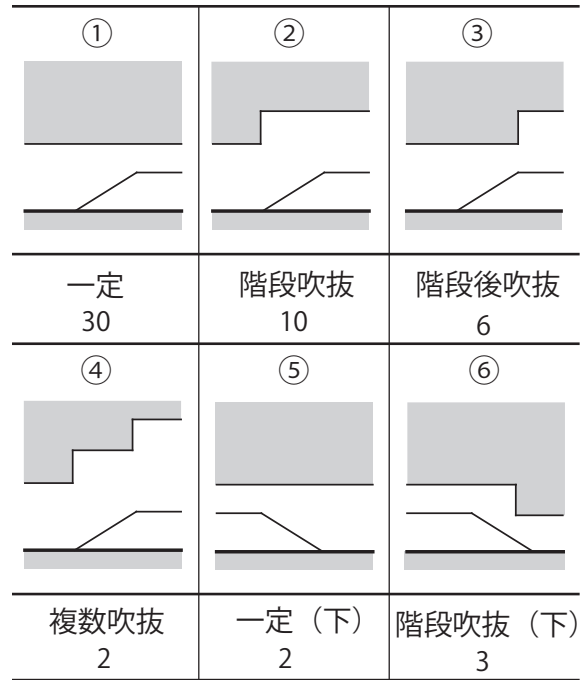 ① ② ③
一定 階段吹抜 階段後吹抜
30 10 6
④ ⑤ ⑥
複数吹抜 一定（下） 階段吹抜（下）
2 2 3